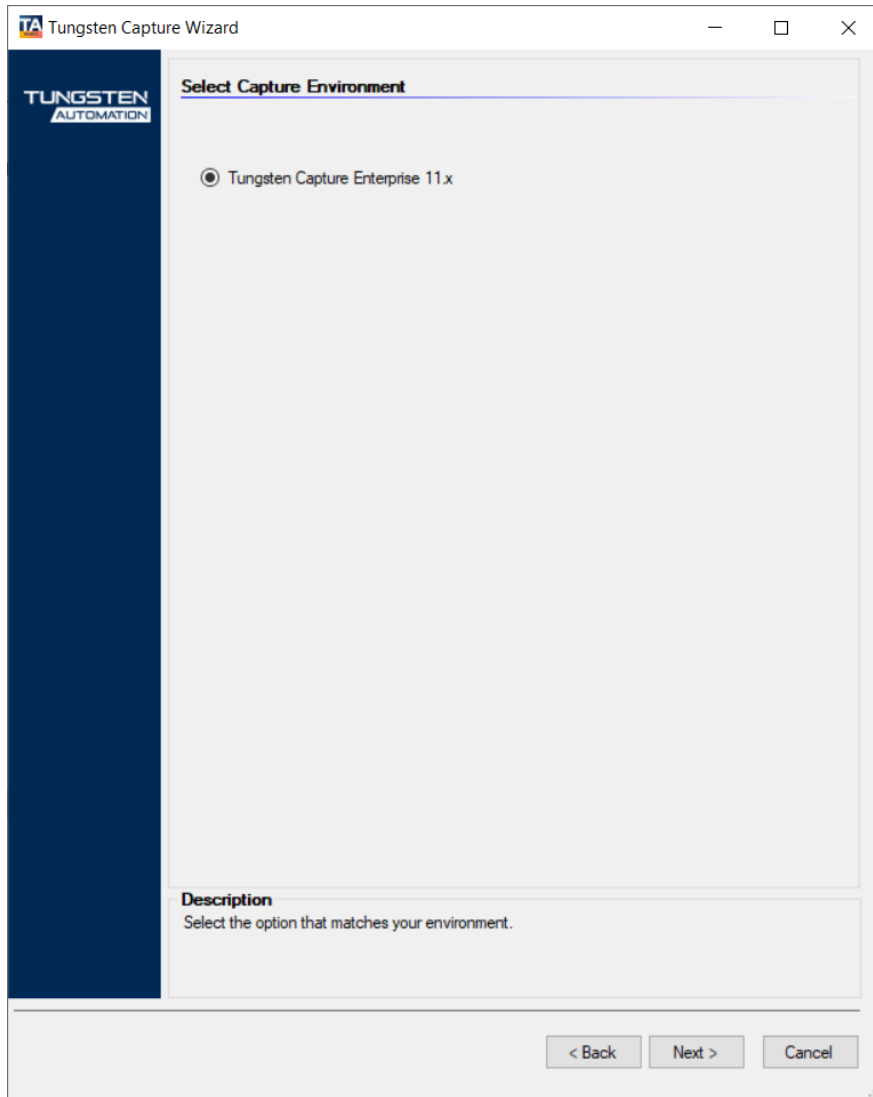 TA Tungsten Capture Wizard
TUNGSTEN
AUTOMATION
Select Capture Environment
Tungsten Capture Enterprise 11.x
Description
Select the option that matches your environment.
< Back
Next >
Cancel